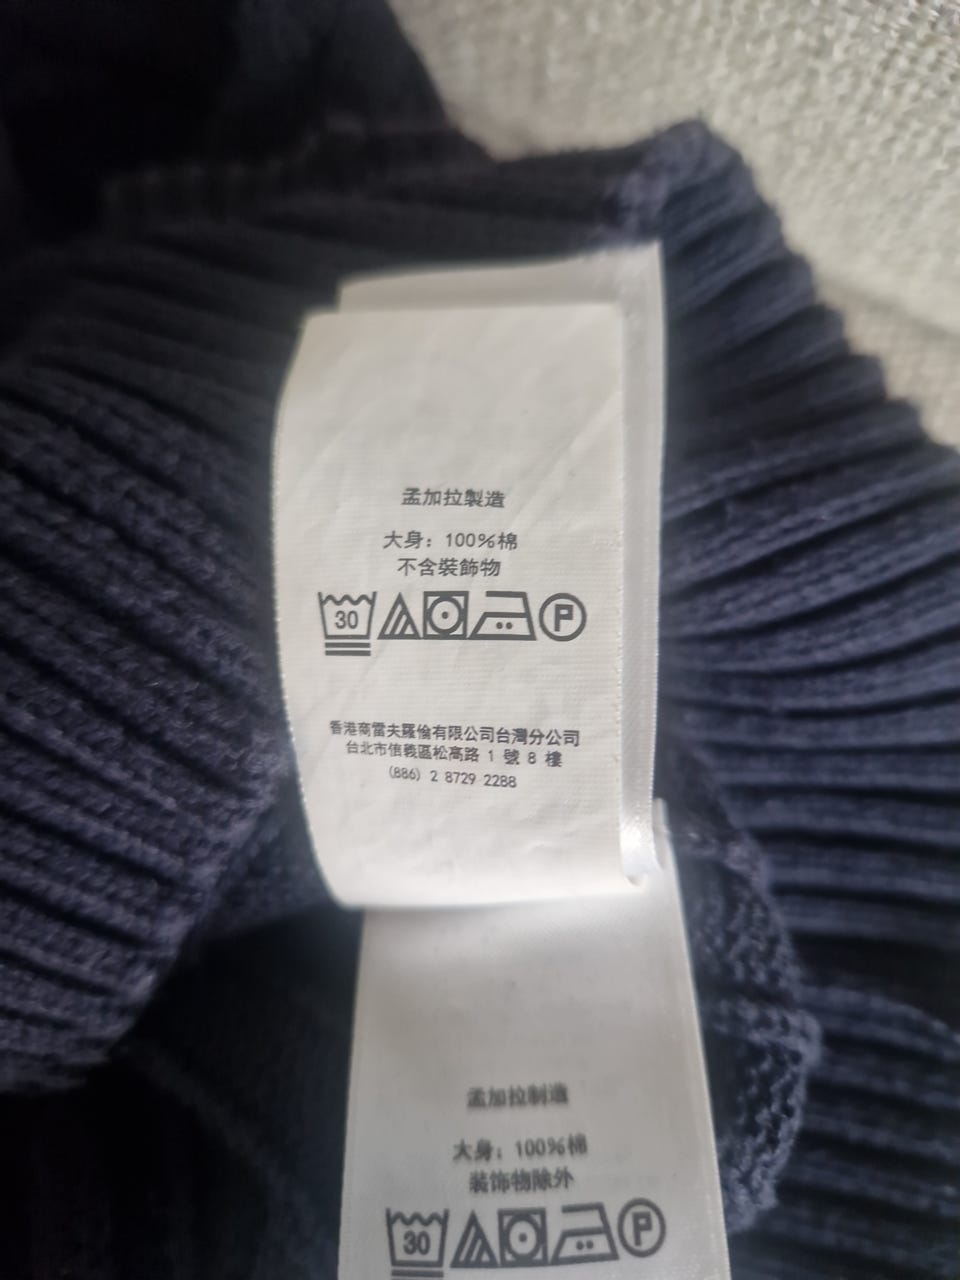 孟加拉製造
大身：100%棉
不含裝飾物
30
P
香港商雷夫羅倫有限公司台灣分公司
台北市信義區松高路 1 號 8 樓
(886) 2 8729 2288
孟加拉制造
大身：100%棉
装饰物除外
30
P